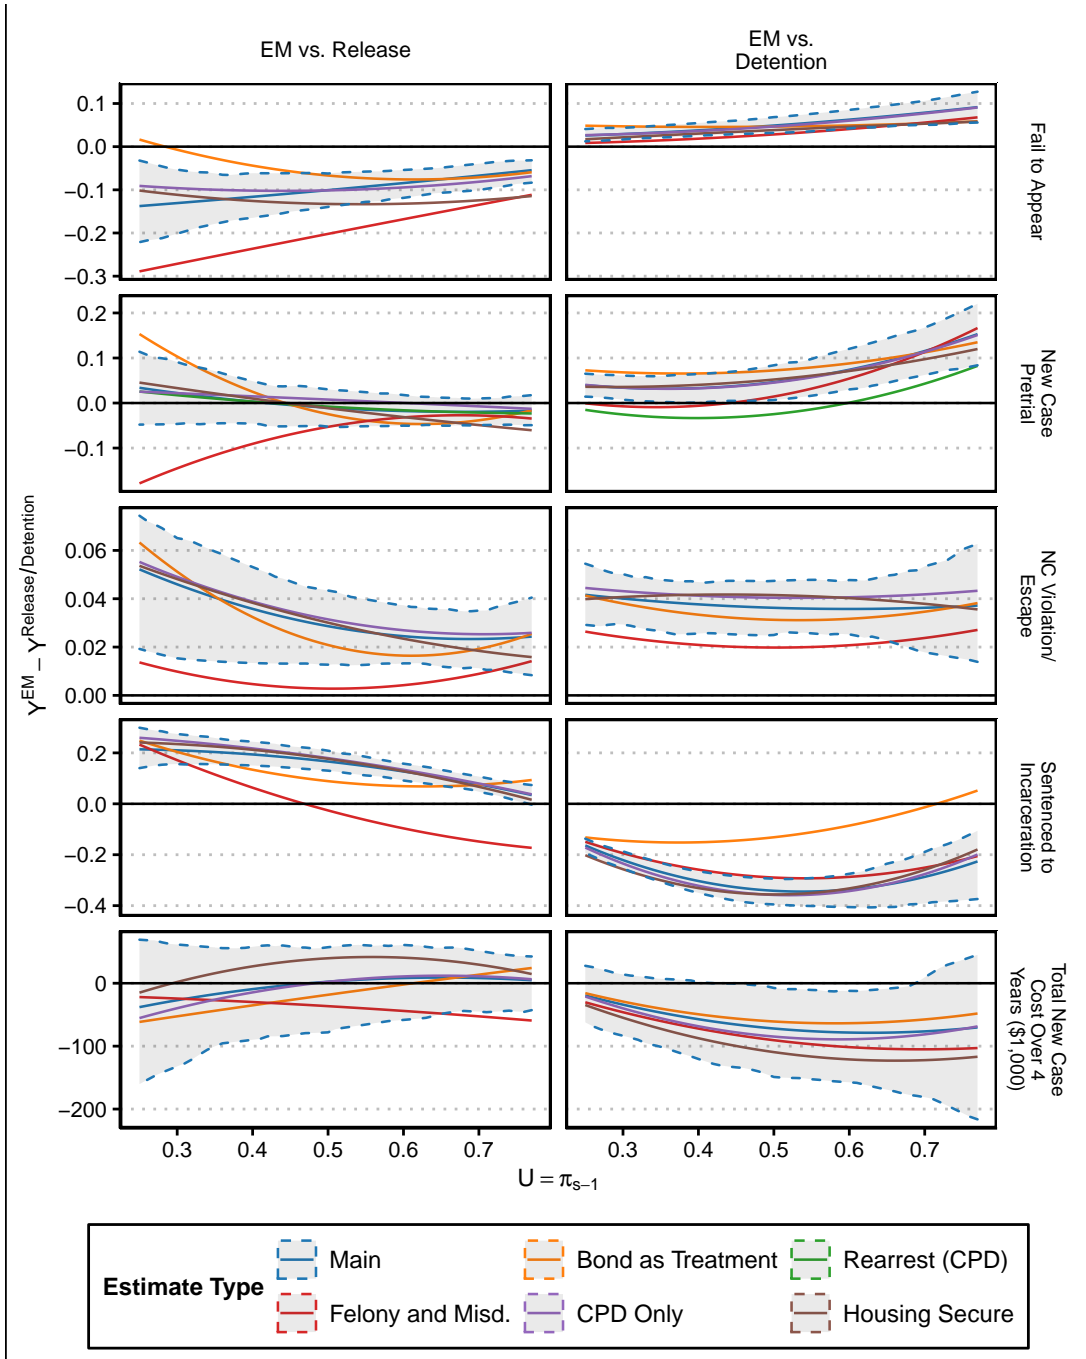 EM vs. Release
EM vs.
Detention
0.1
0.0
−0.1
−0.2
−0.3
Fail to Appear
0.2
0.1
0.0
−0.1
New Case
Pretrial
0.06
0.04
0.02
0.00
NC Violation/
Escape
0.2
0.0
−0.2
−0.4
Sentenced to
Incarceration
0
−100
−200
Total New Case
Cost Over 4
Years ($1,000)
Y^EM − Y^Release/Detention
0.3 0.4 0.5 0.6 0.7 0.3 0.4 0.5 0.6 0.7
U = π_s−1
Estimate Type
Main Bond as Treatment Rearrest (CPD)
Felony and Misd. CPD Only Housing Secure